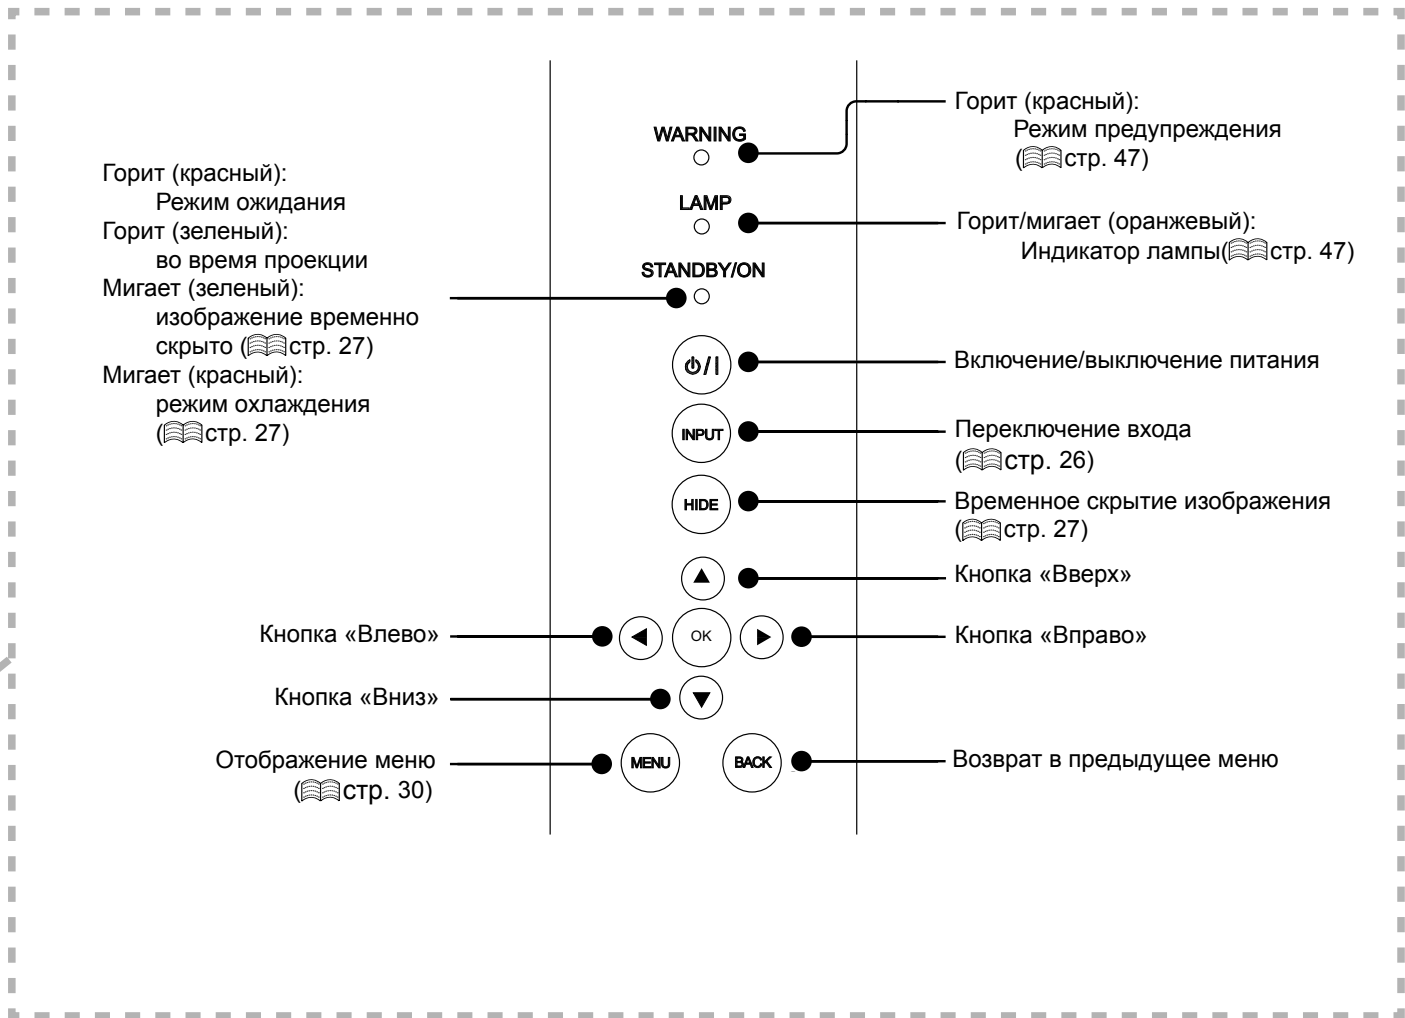 Горит (красный):
Режим ожидания
Горит (зеленый):
во время проекции
Мигает (зеленый):
изображение временно
скрыто (стр. 27)
Мигает (красный):
режим охлаждения
(стр. 27)
Кнопка «Влево»
Кнопка «Вниз»
Отображение меню
(стр. 30)
WARNING
LAMP
STANDBY/ON
⏻/|
INPUT
HIDE
▲
◀
OK
▶
▼
MENU
BACK
Горит (красный):
Режим предупреждения
(стр. 47)
Горит/мигает (оранжевый):
Индикатор лампы(стр. 47)
Включение/выключение питания
Переключение входа
(стр. 26)
Временное скрытие изображения
(стр. 27)
Кнопка «Вверх»
Кнопка «Вправо»
Возврат в предыдущее меню